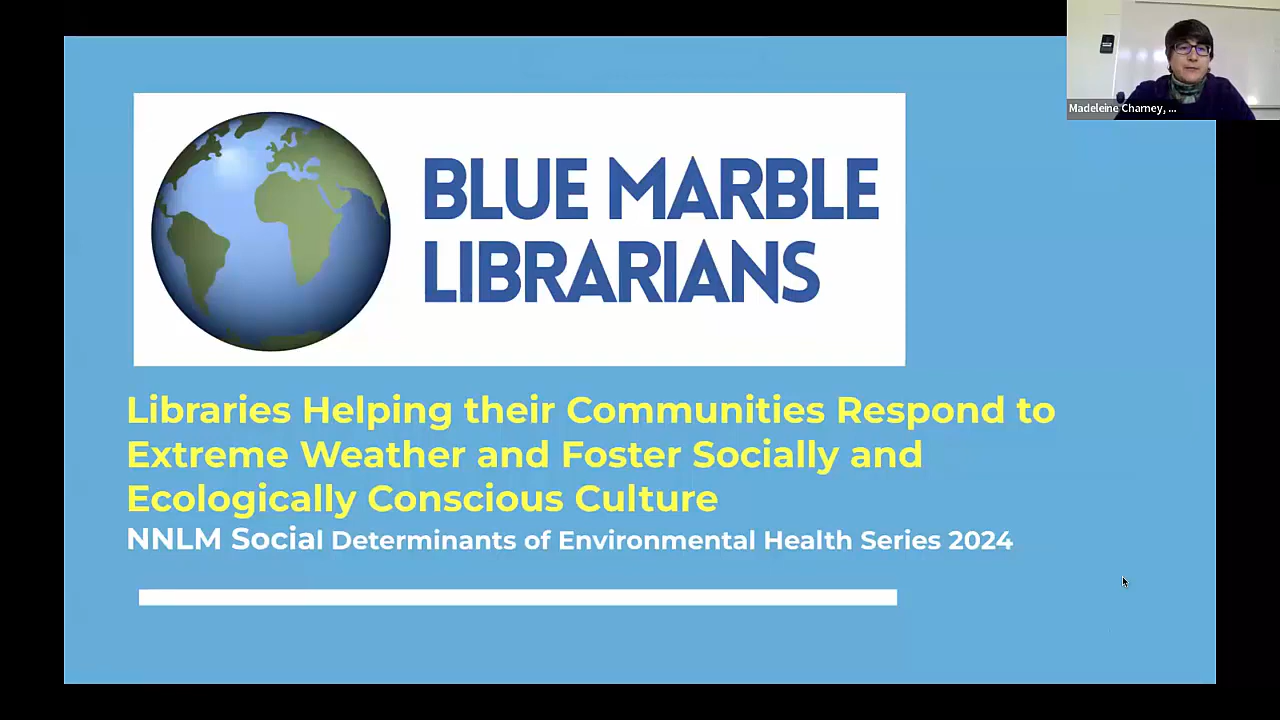 Madeleine Charney, ...
BLUE MARBLE
LIBRARIANS
Libraries Helping their Communities Respond to
Extreme Weather and Foster Socially and
Ecologically Conscious Culture
NNLM Social Determinants of Environmental Health Series 2024